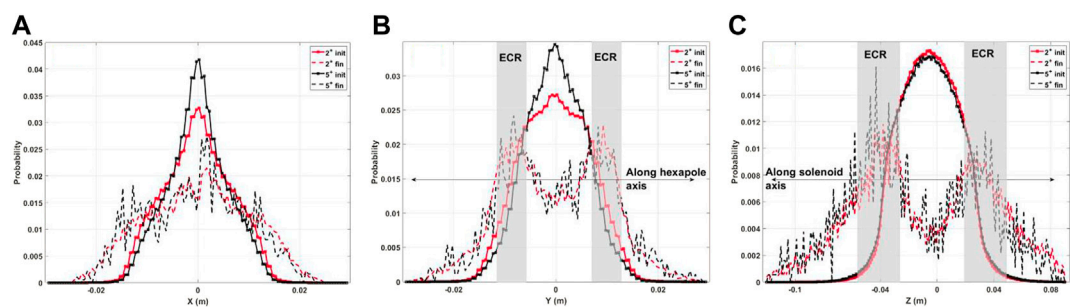 A
B
C
0.045
0.04
0.035
0.03
0.025
0.02
0.015
0.01
0.005
0
Probability
-0.02
0
0.02
X (m)
2+ init
2+ fin
5+ init
5+ fin
0.03
0.025
0.02
0.015
0.01
0.005
0
Probability
ECR
ECR
2+ init
2+ fin
5+ init
5+ fin
Along hexapole
axis
-0.02
0
0.02
Y (m)
0.016
0.014
0.012
0.01
0.008
0.006
0.004
0.002
0
Probability
ECR
ECR
2+ init
2+ fin
5+ init
5+ fin
Along solenoid
axis
-0.1
-0.04
0
0.04
0.08
Z (m)